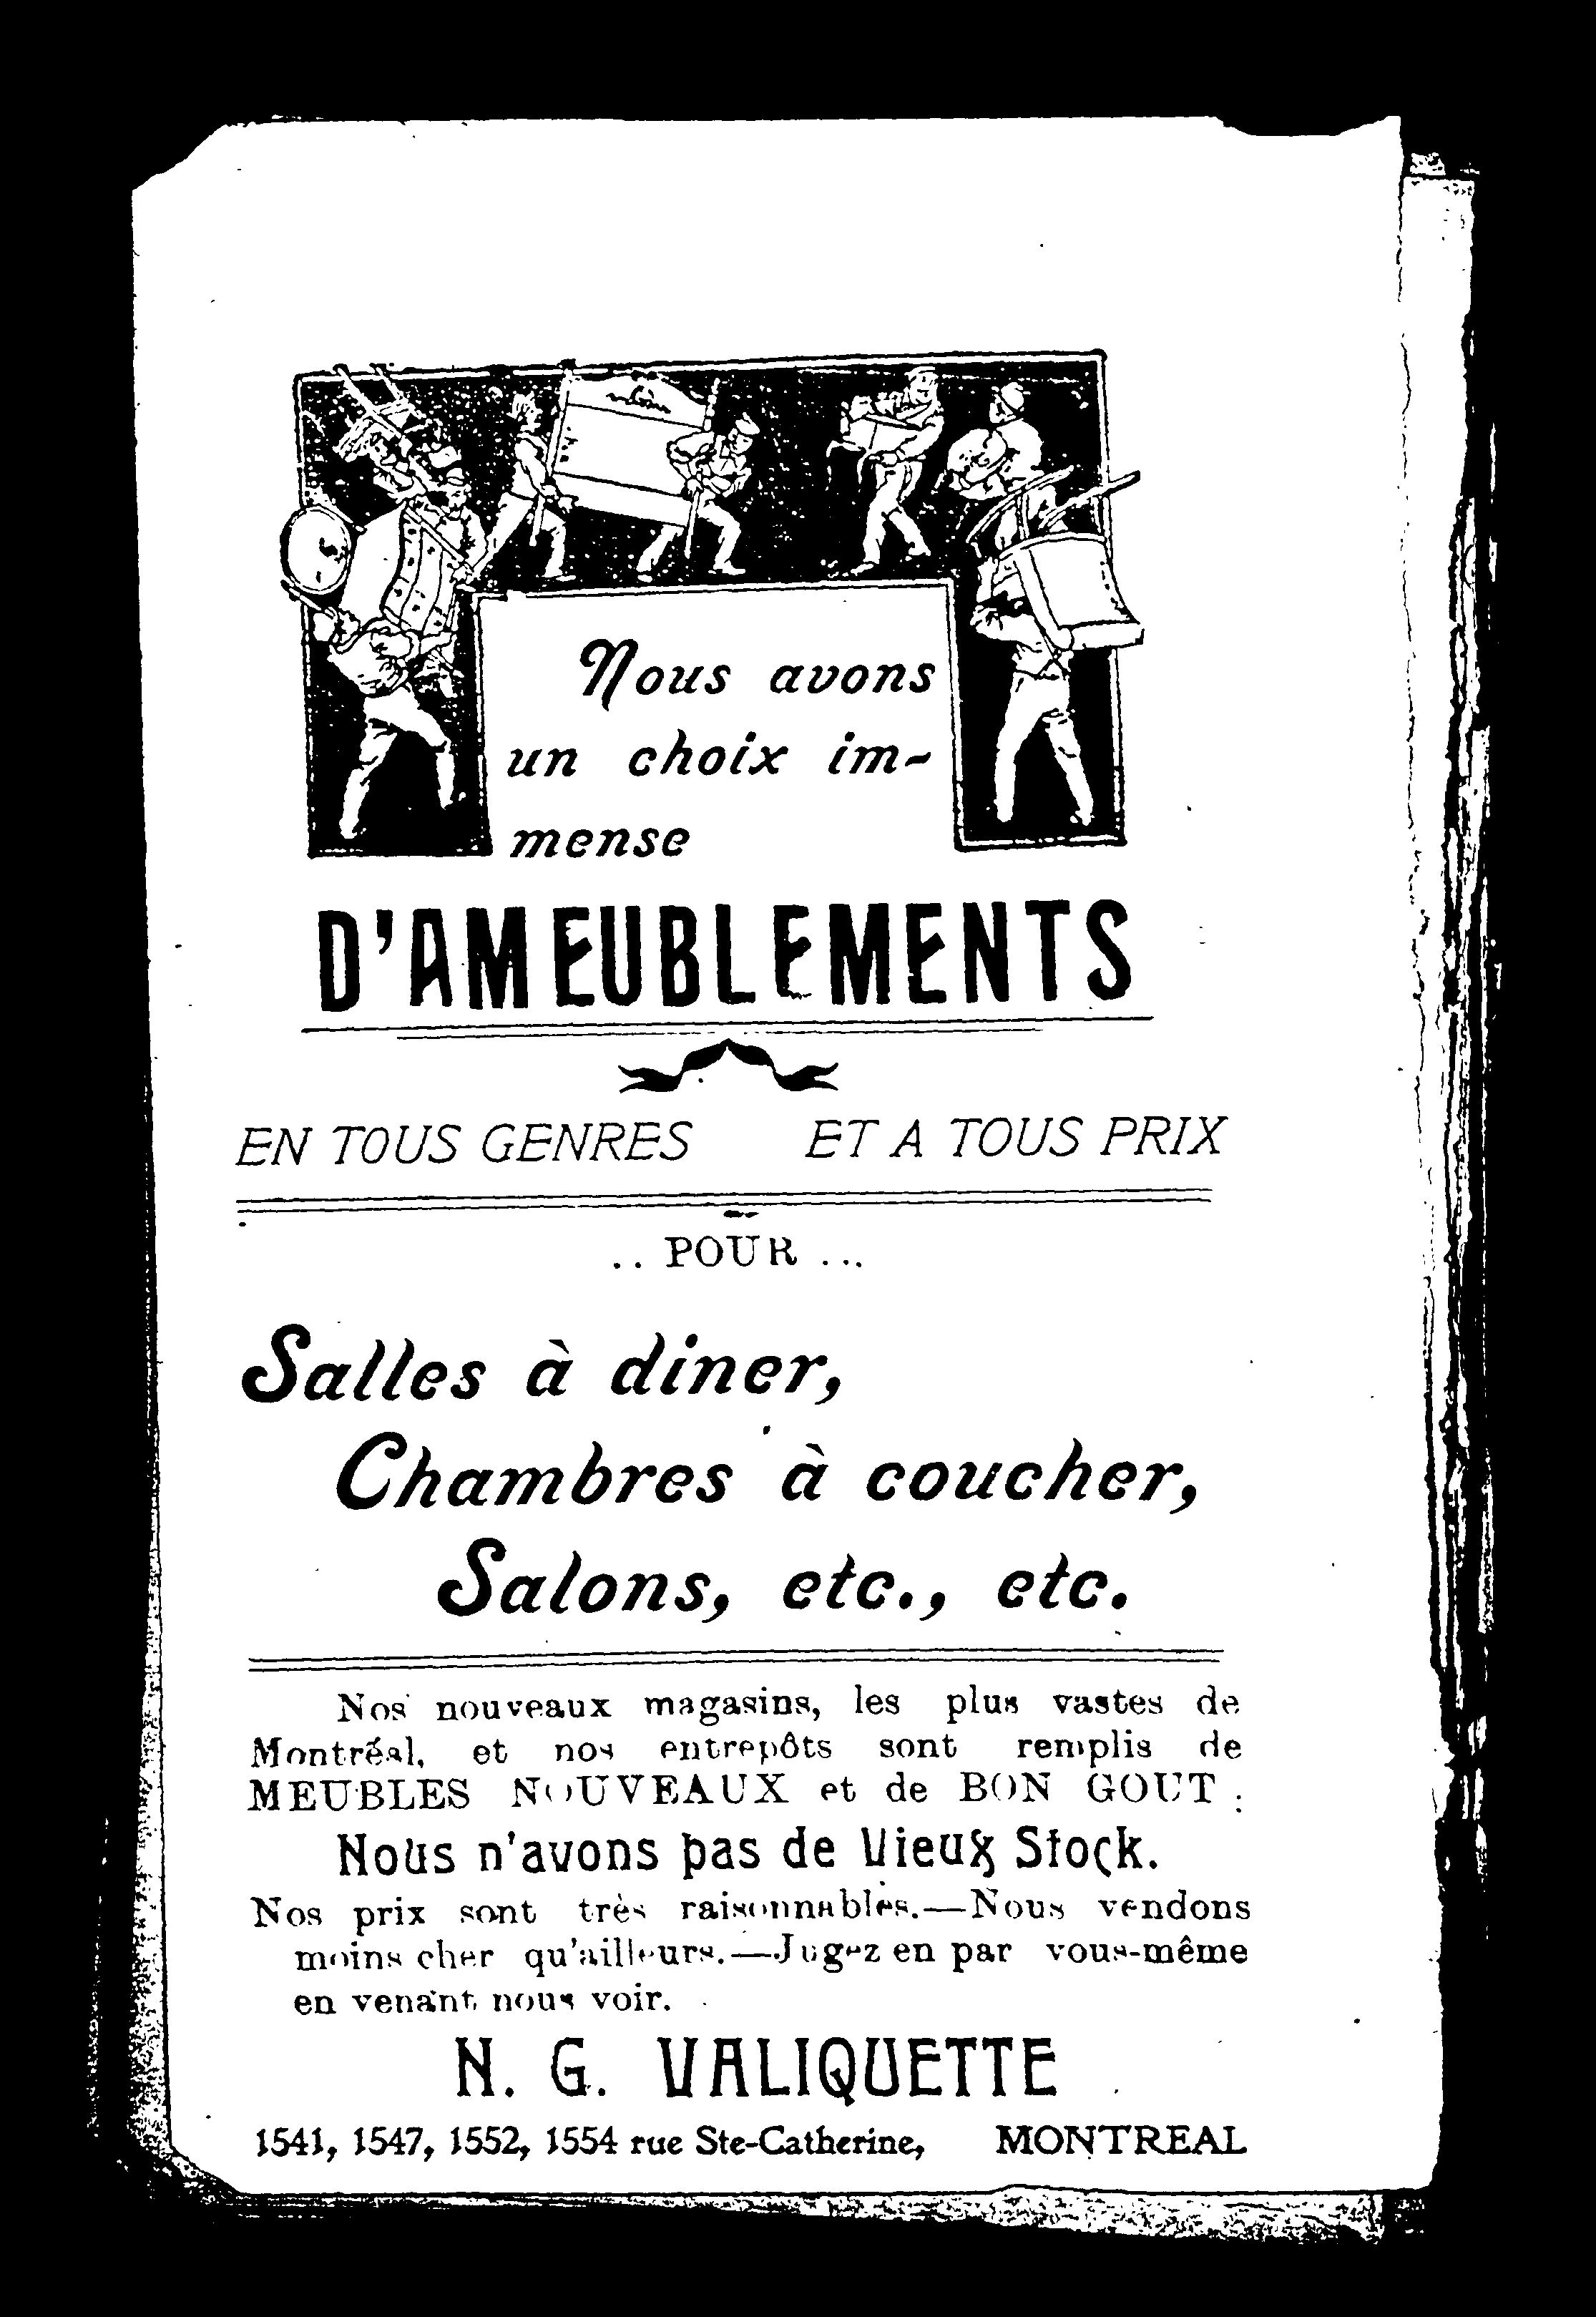 Nous avons
un choix im-
mense
D'AMEUBLEMENTS
EN TOUS GENRES ET A TOUS PRIX
.. POUR ...
Salles à diner,
Chambres à coucher,
Salons, etc., etc.
Nos nouveaux magasins, les plus vastes de
Montréal, et nos entrepôts sont remplis de
MEUBLES NOUVEAUX et de BON GOUT :
Nous n'avons pas de Vieux Stock.
Nos prix sont très raisonnables.—Nous vendons
moins cher qu'ailleurs.—Jugez en par vous-même
en venant nous voir.
N. G. VALIQUETTE
1541, 1547, 1552, 1554 rue Ste-Catherine, MONTREAL